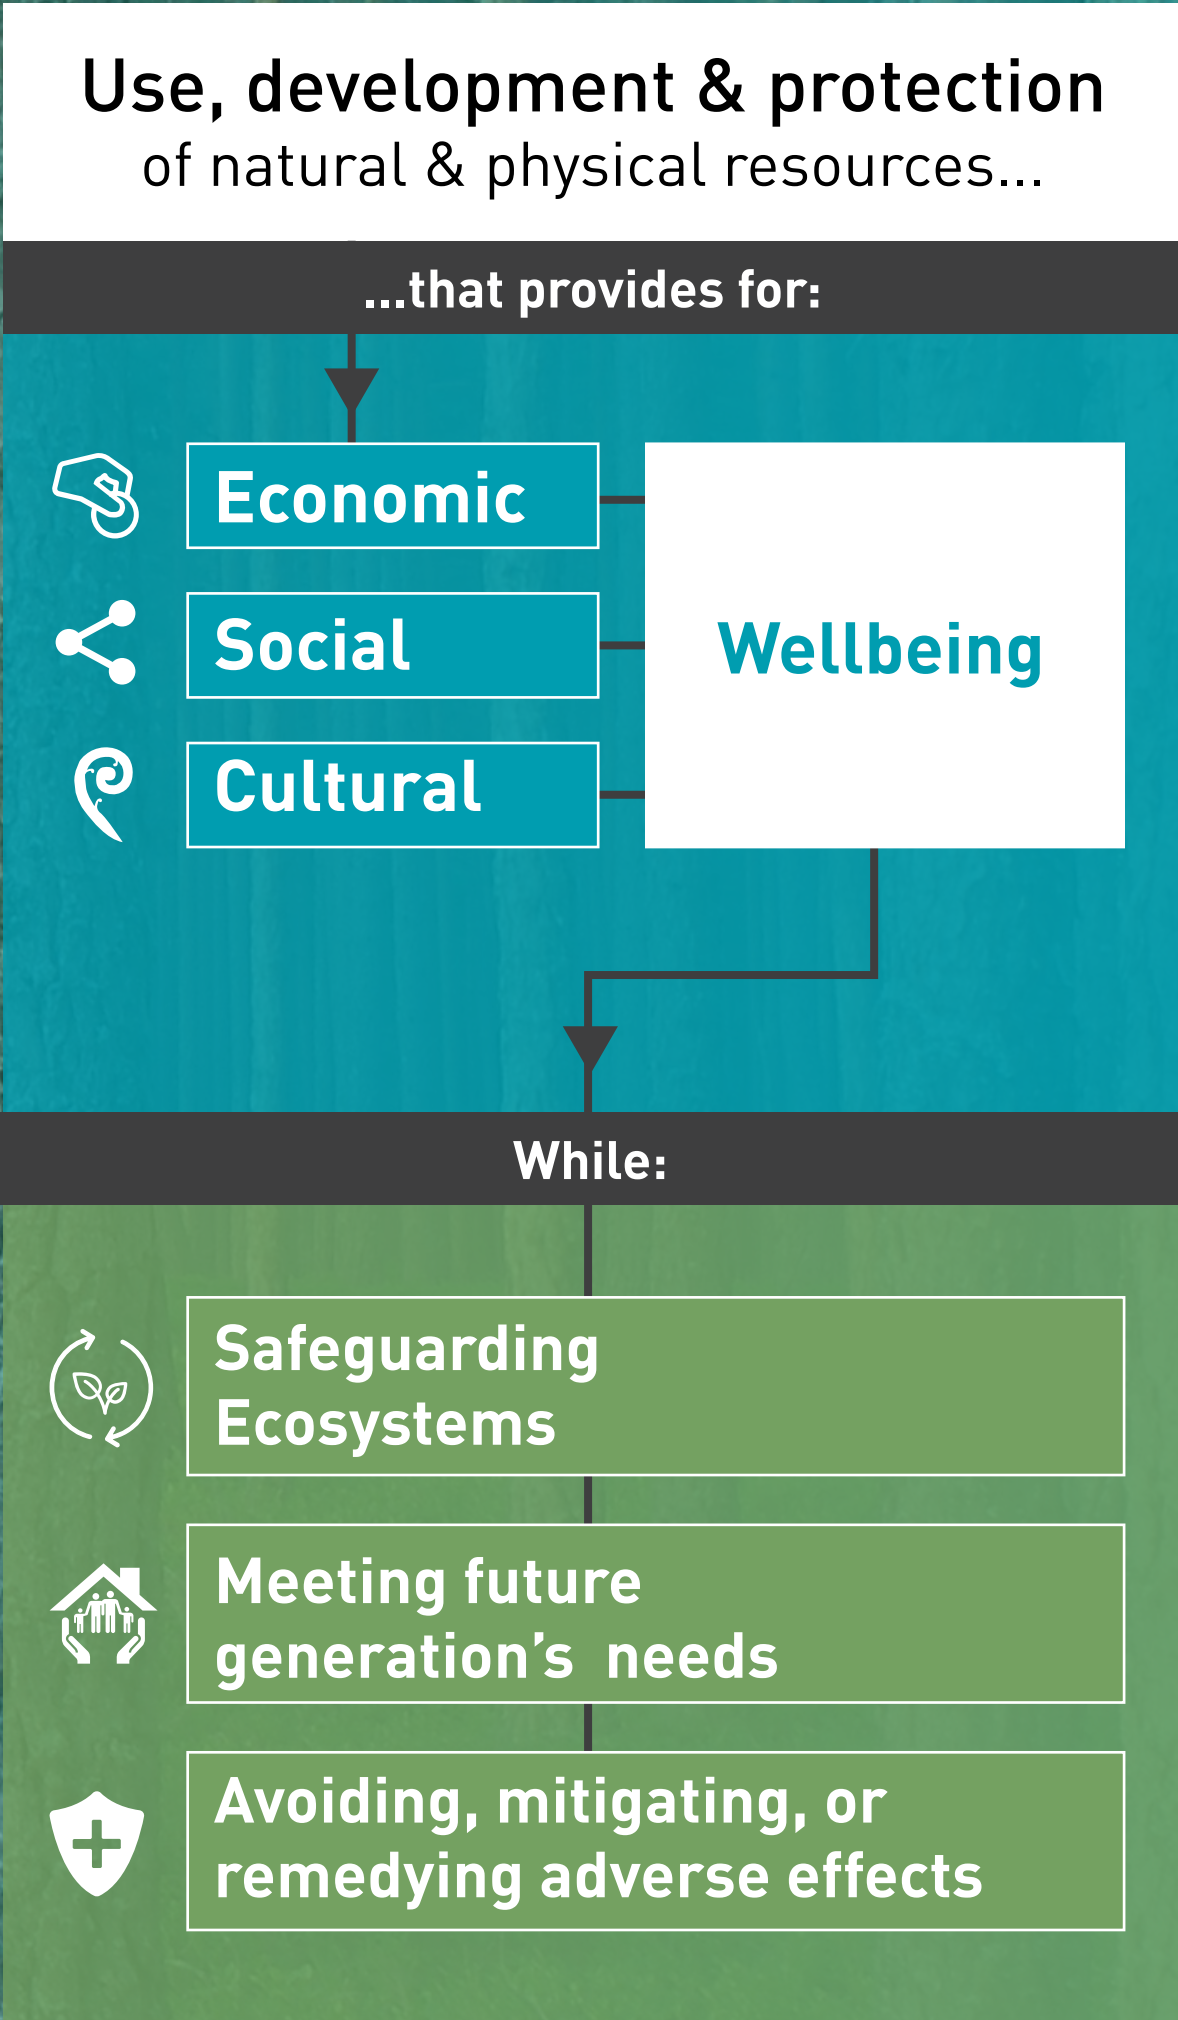 Use, development & protection
of natural & physical resources...
...that provides for:
Economic
Social
Cultural
Wellbeing
While:
Safeguarding
Ecosystems
Meeting future
generation’s needs
Avoiding, mitigating, or
remedying adverse effects